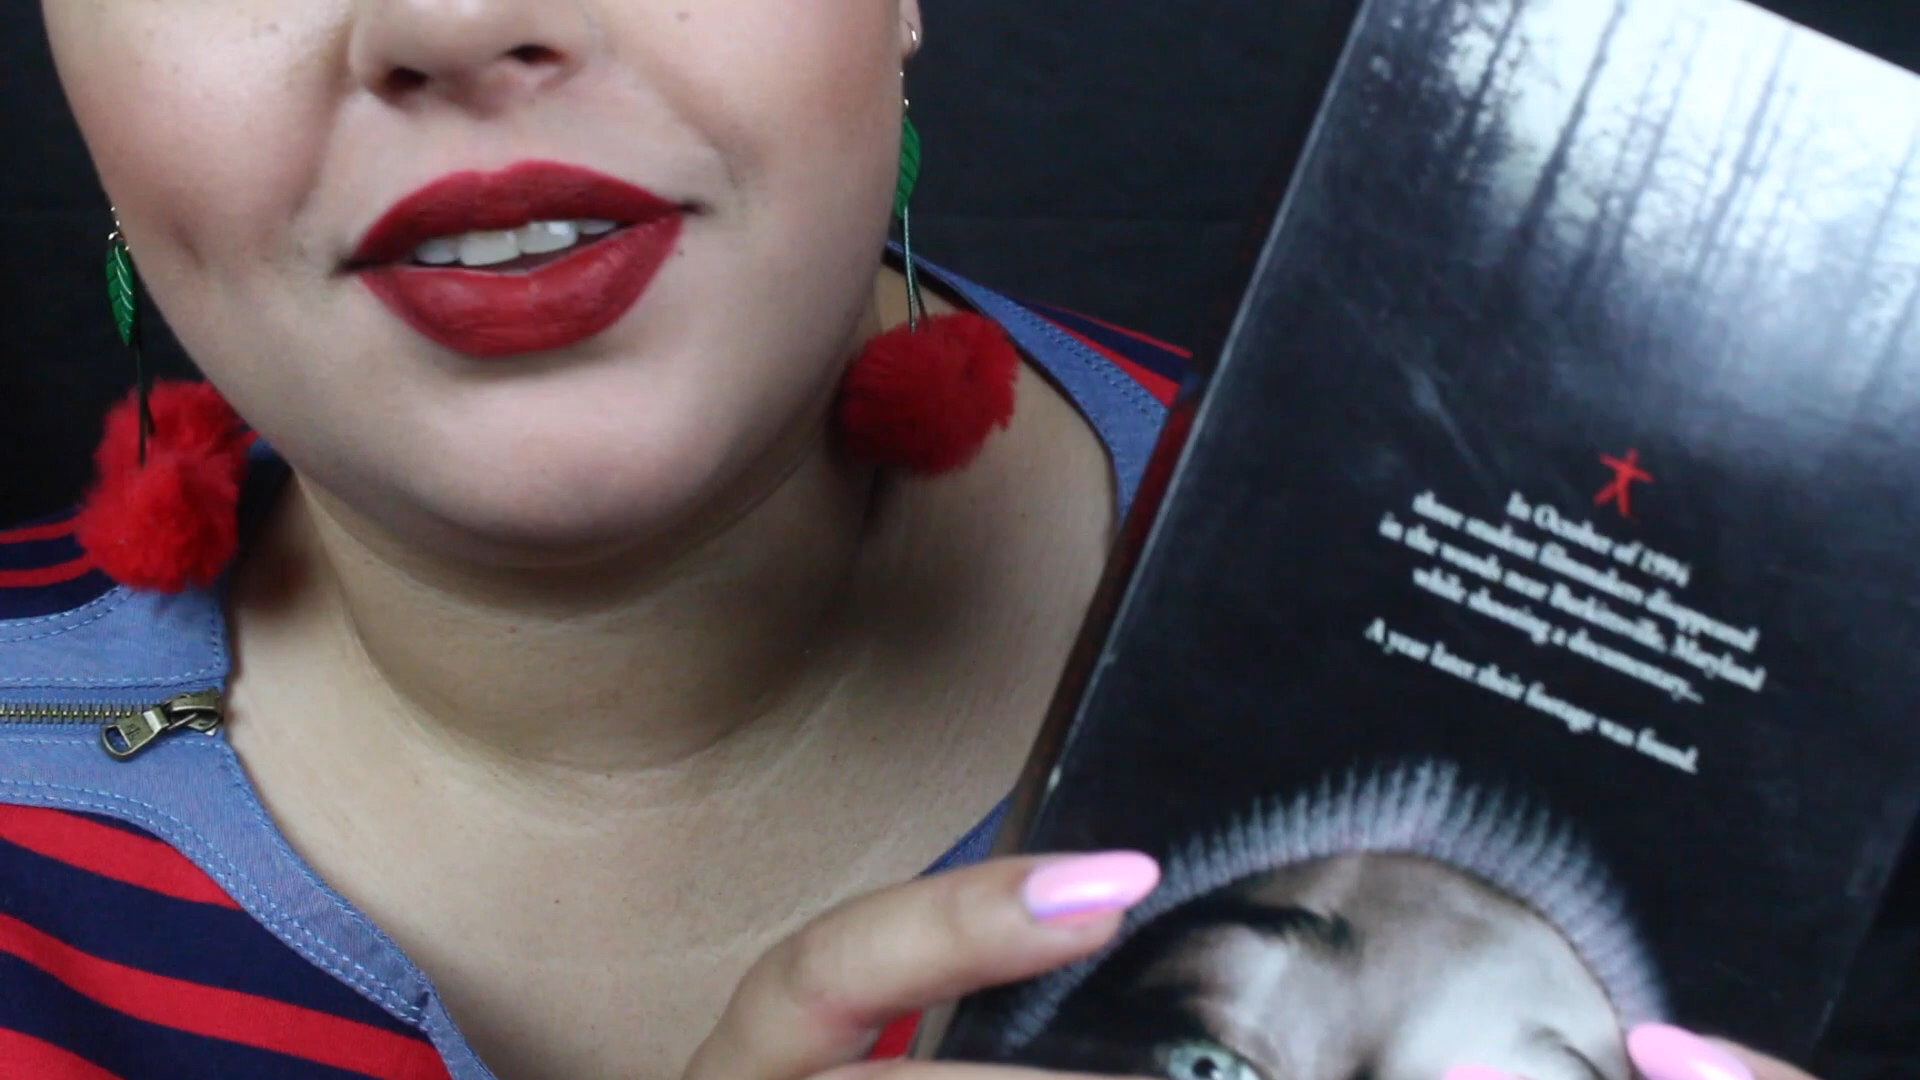 In October of 1994
three student filmmakers disappeared
in the woods near Burkittsville, Maryland
while shooting a documentary...
A year later their footage was found.